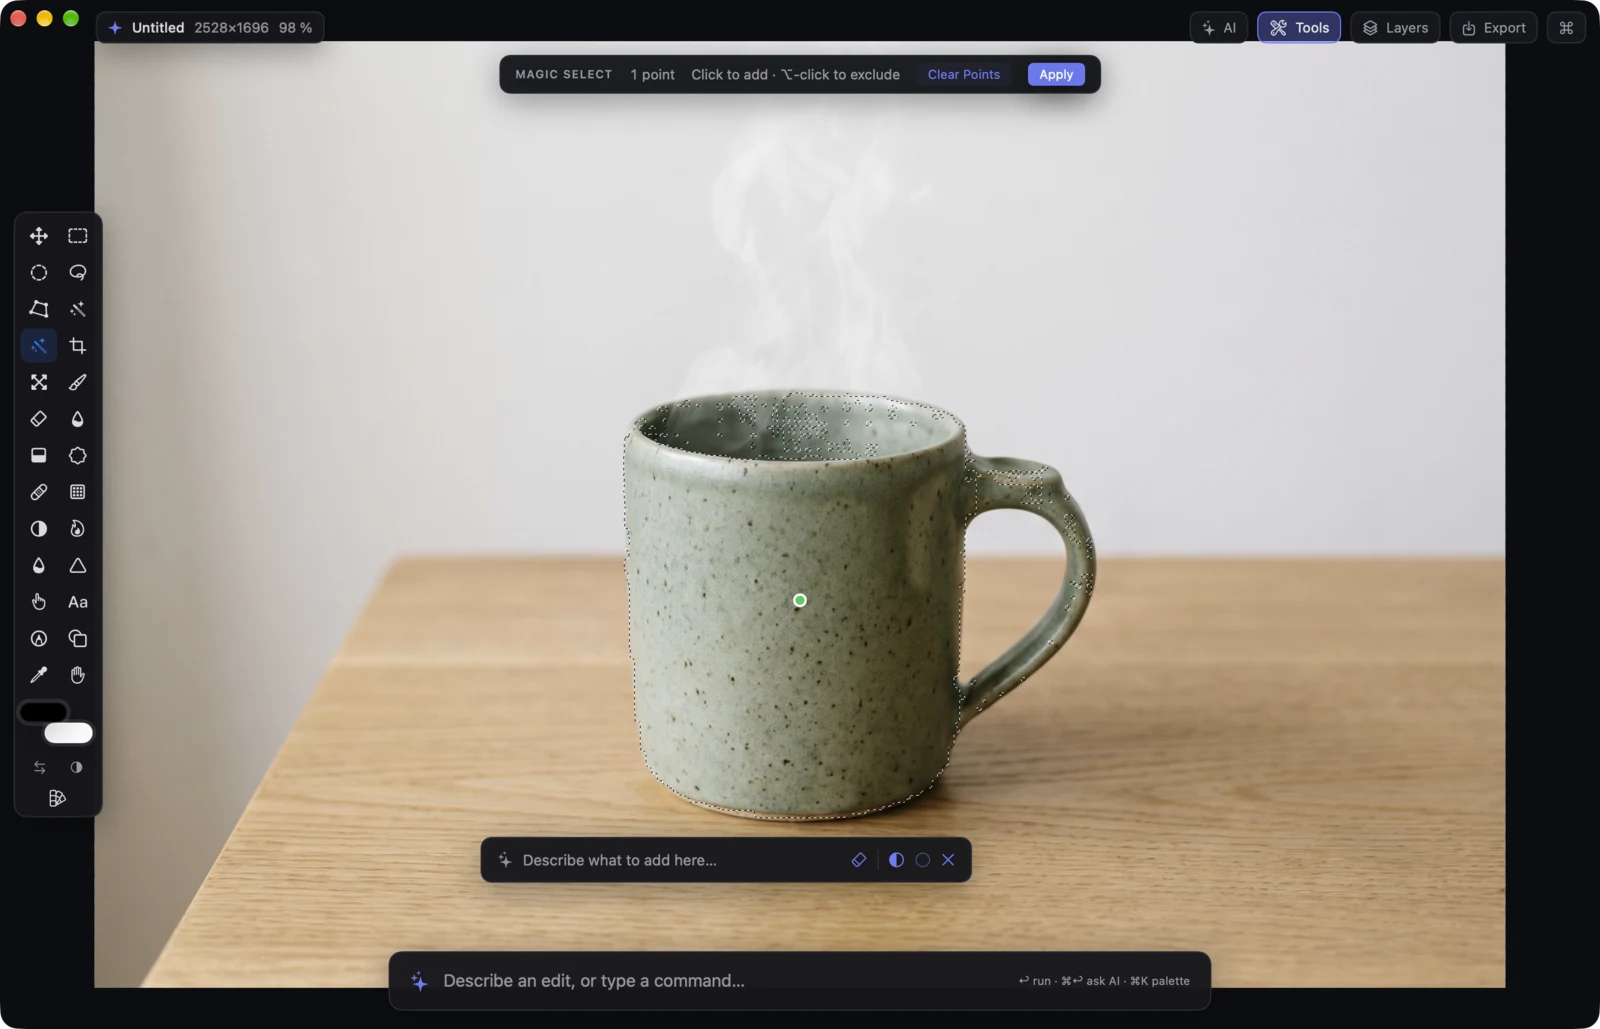 Untitled 2528×1696 98 %
AI Tools Layers Export ⌘
MAGIC SELECT 1 point Click to add · ⌥-click to exclude Clear Points Apply
Aa
Describe what to add here...
Describe an edit, or type a command...
↩ run · ⌘↩ ask AI · ⌘K palette